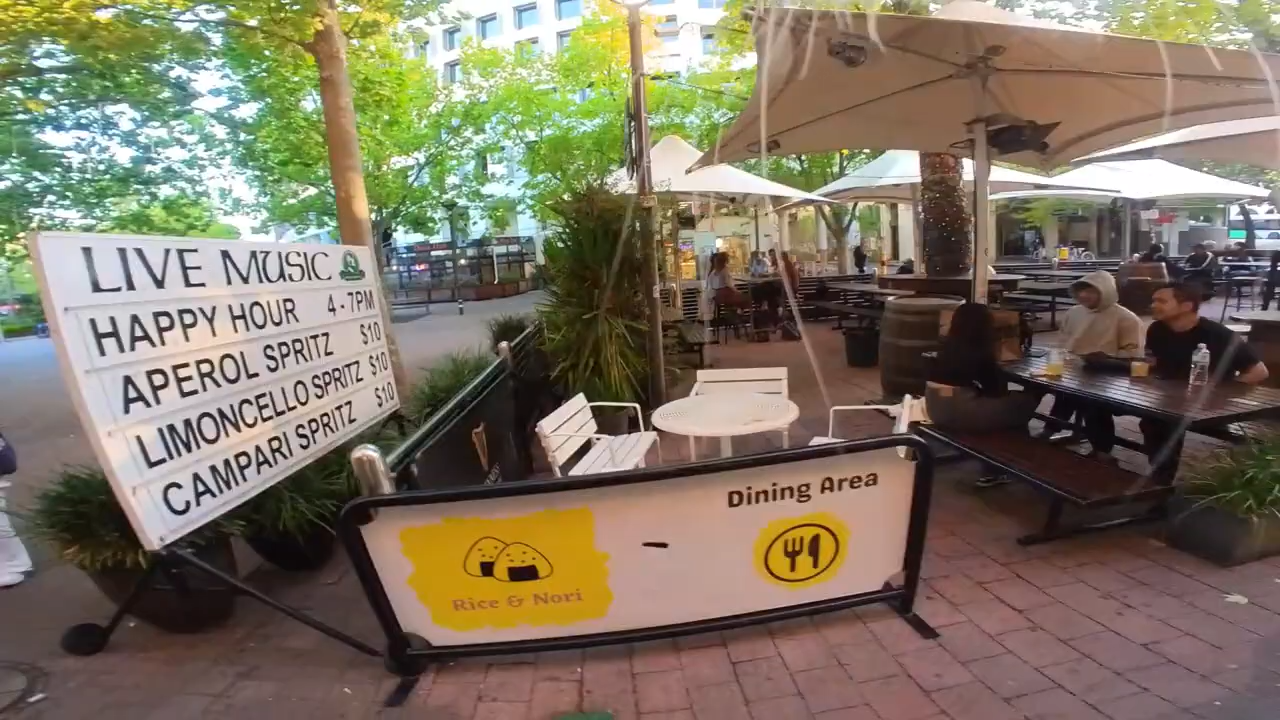 LIVE MUSIC
HAPPY HOUR 4-7PM
APEROL SPRITZ $10
LIMONCELLO SPRITZ $10
CAMPARI SPRITZ $10
Dining Area
Rice & Nori